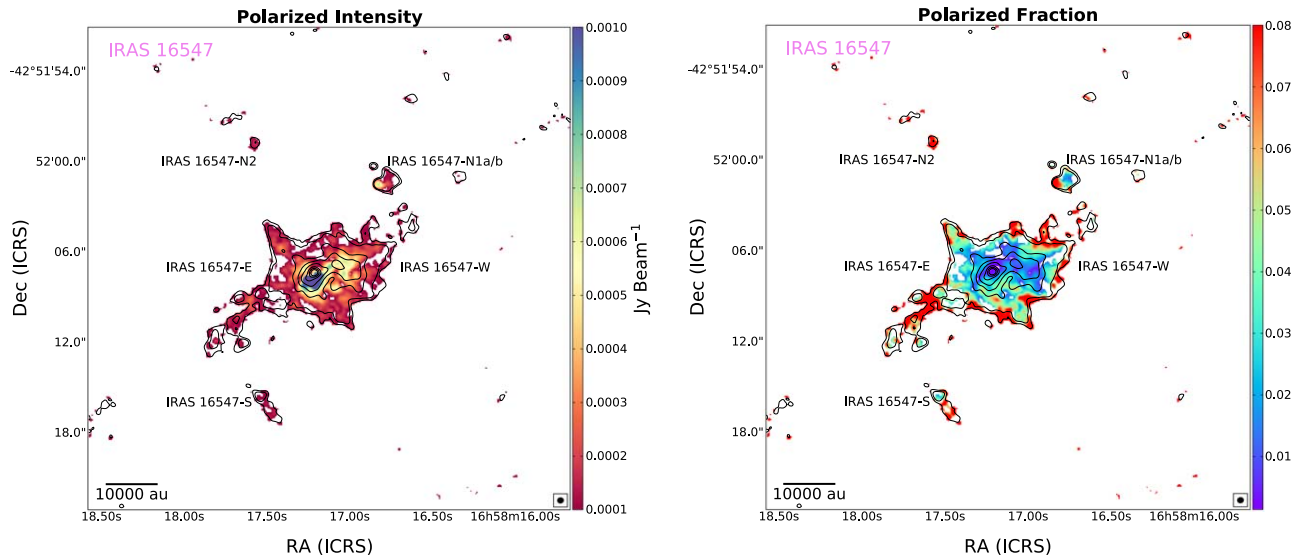 Polarized Intensity
IRAS 16547
-42°51'54.0"
52'00.0"
06.0"
12.0"
18.0"
Dec (ICRS)
IRAS 16547-N2
IRAS 16547-N1a/b
IRAS 16547-E
IRAS 16547-W
IRAS 16547-S
10000 au
18.50s
18.00s
17.50s
17.00s
16.50s
16h58m16.00s
RA (ICRS)
0.0010
0.0009
0.0008
0.0007
0.0006
0.0005
0.0004
0.0003
0.0002
0.0001
Jy Beam−1
Polarized Fraction
IRAS 16547
-42°51'54.0"
52'00.0"
06.0"
12.0"
18.0"
Dec (ICRS)
IRAS 16547-N2
IRAS 16547-N1a/b
IRAS 16547-E
IRAS 16547-W
IRAS 16547-S
10000 au
18.50s
18.00s
17.50s
17.00s
16.50s
16h58m16.00s
RA (ICRS)
0.08
0.07
0.06
0.05
0.04
0.03
0.02
0.01